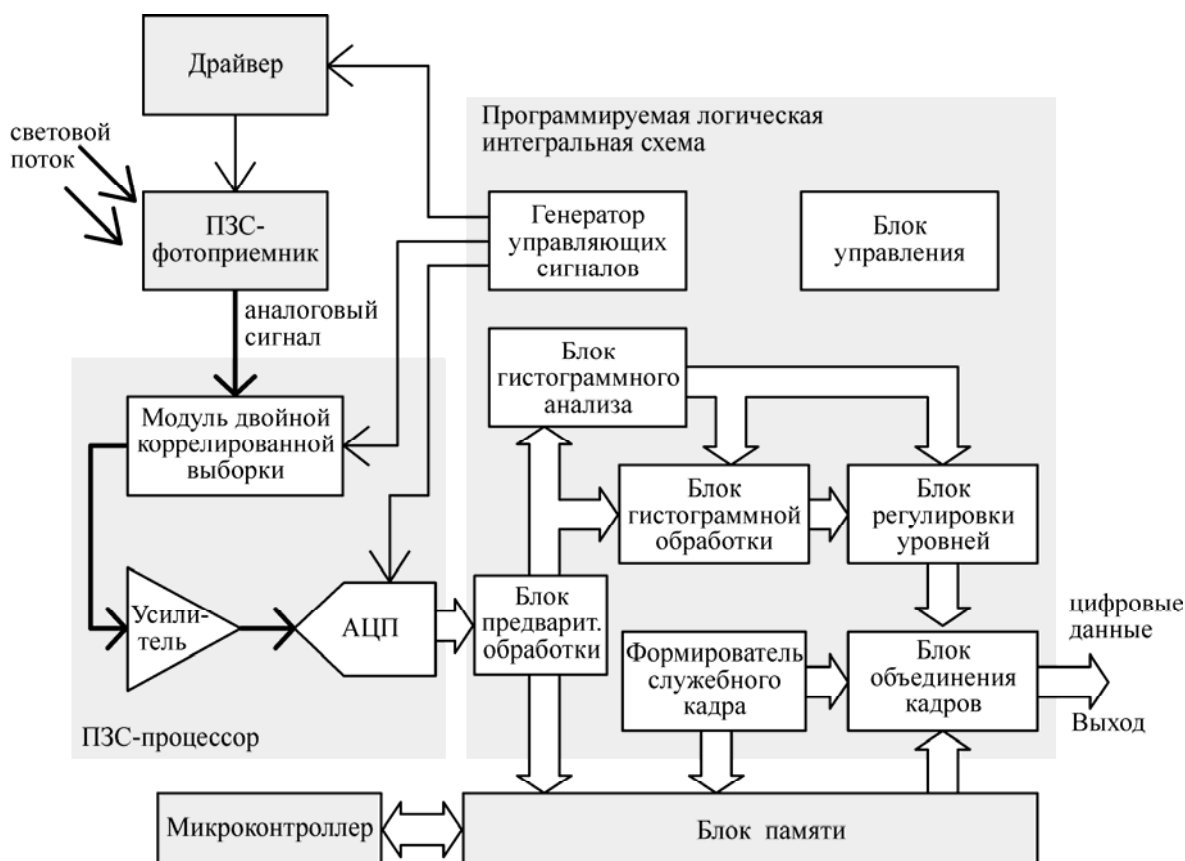 Драйвер
световой
поток
Программируемая логическая
интегральная схема
ПЗС-
фотоприемник
Генератор
управляющих
сигналов
Блок
управления
аналоговый
сигнал
Блок
гистограммного
анализа
Модуль двойной
коррелированной
выборки
Блок
гистограммной
обработки
Блок
регулировки
уровней
Усили-
тель
АЦП
Блок
предварит.
обработки
Формирователь
служебного
кадра
Блок
объединения
кадров
цифровые
данные
Выход
ПЗС-процессор
Микроконтроллер
Блок памяти